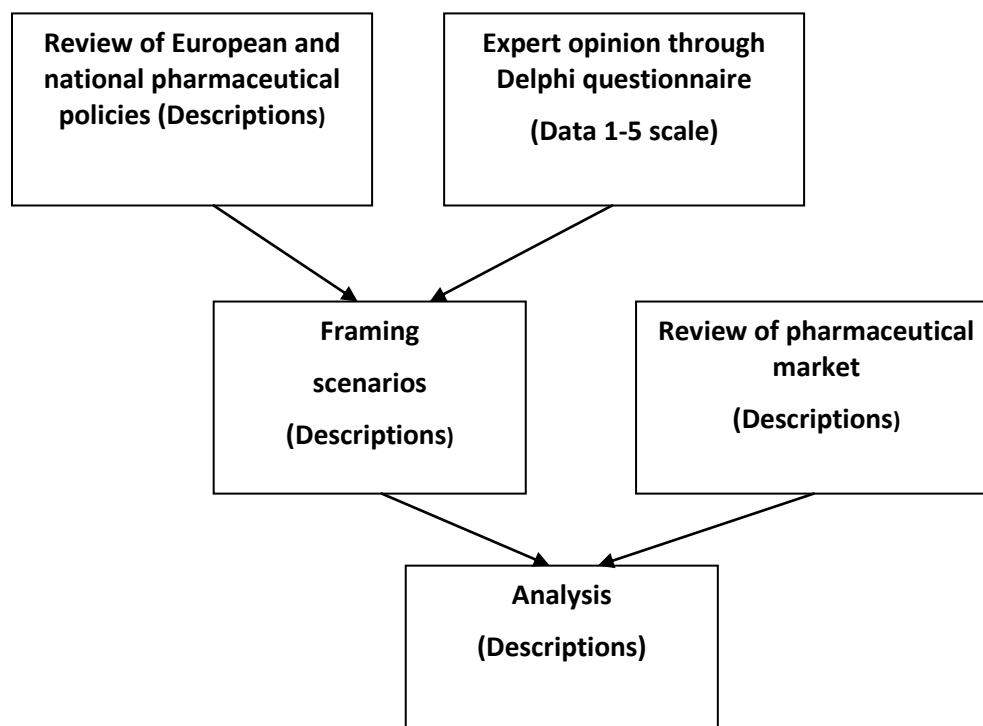 Review of European and
national pharmaceutical
policies (Descriptions)
Expert opinion through
Delphi questionnaire
(Data 1-5 scale)
Framing
scenarios
(Descriptions)
Review of pharmaceutical
market
(Descriptions)
Analysis
(Descriptions)